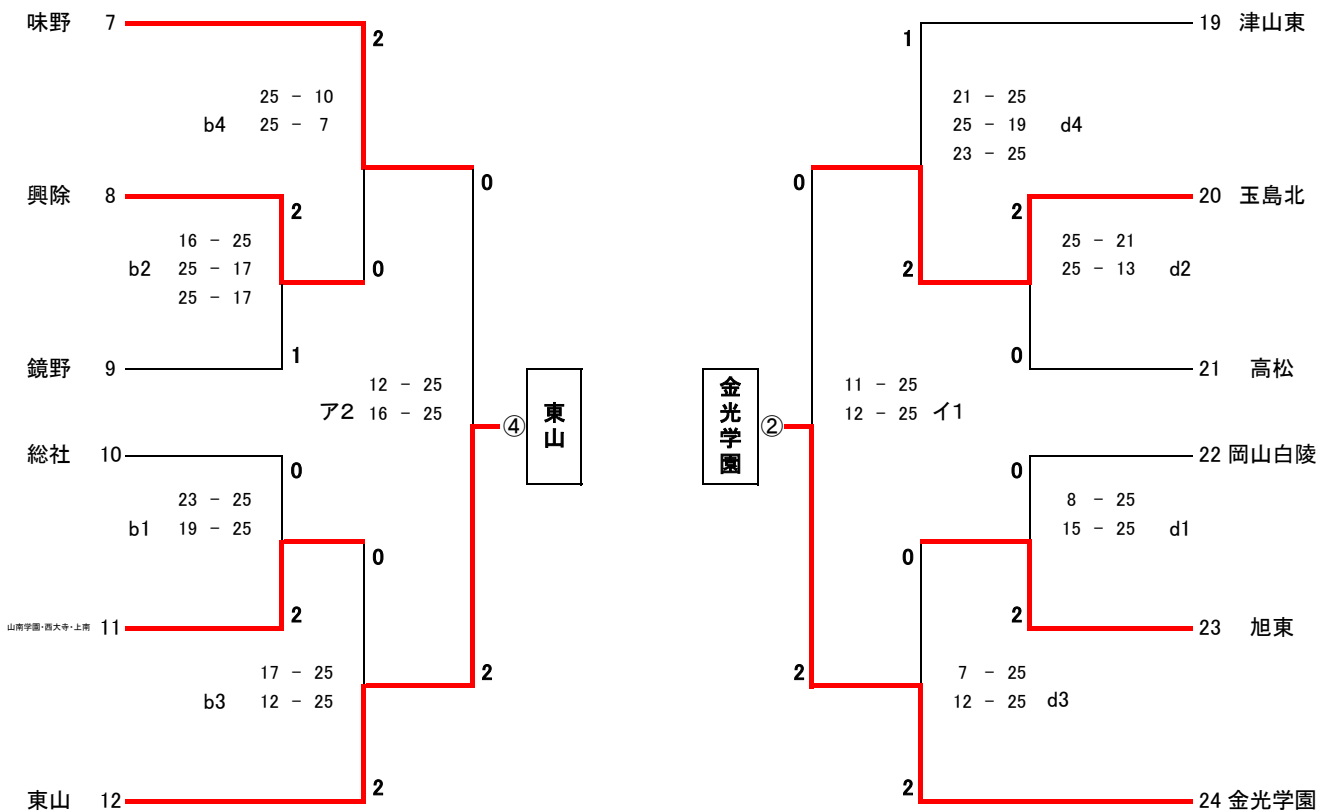 味野 7
2
25 - 10
b4 25 - 7
0
興除 8
2
16 - 25
b2 25 - 17
25 - 17
0
鏡野 9
1
12 - 25
ア2 16 - 25
④ 東山
総社 10
0
23 - 25
b1 19 - 25
0
山南学園・西大寺・上南 11
2
17 - 25
b3 12 - 25
2
東山 12
2
1
19 津山東
21 - 25
25 - 19 d4
23 - 25
0
2
20 玉島北
25 - 21
25 - 13 d2
2
0
21 高松
金光学園 ②
11 - 25
12 - 25 イ1
0
22 岡山白陵
8 - 25
15 - 25 d1
0
2
23 旭東
7 - 25
12 - 25 d3
2
2
24 金光学園